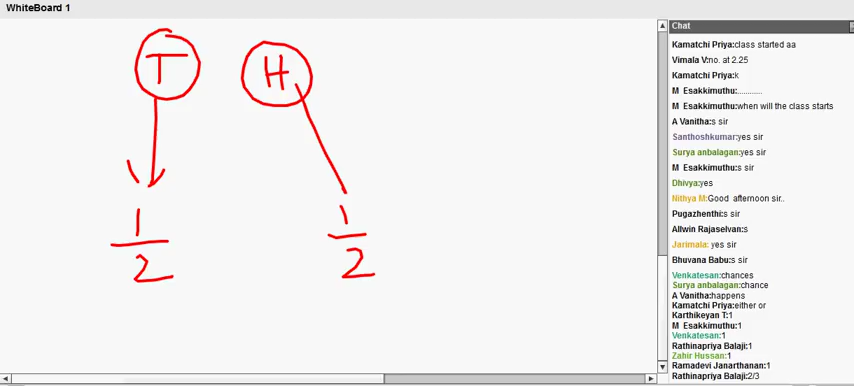 WhiteBoard 1
T H
1 1
2 2
Chat
Kamatchi Priya:class started aa
Vimala V:no. at 2.25
Kamatchi Priya:k
M Esakkimuthu:............
M Esakkimuthu:when will the class starts
A Vanitha:s sir
Santhoshkumar:yes sir
Surya anbalagan:yes sir
M Esakkimuthu:s sir
Dhivya:yes
Nithya M:Good afternoon sir..
Pugazhenthi:s sir
Allwin Rajaselvan:s
Jarimala: yes sir
Bhuvana Babu:s sir
Venkatesan:chances
Surya anbalagan:chance
A Vanitha:happens
Kamatchi Priya:either or
Karthikeyan T:1
M Esakkimuthu:1
Venkatesan:1
Rathinapriya Balaji:1
Zahir Hussan:1
Ramadevi Janarthanan:1
Rathinapriya Balaji:2/3